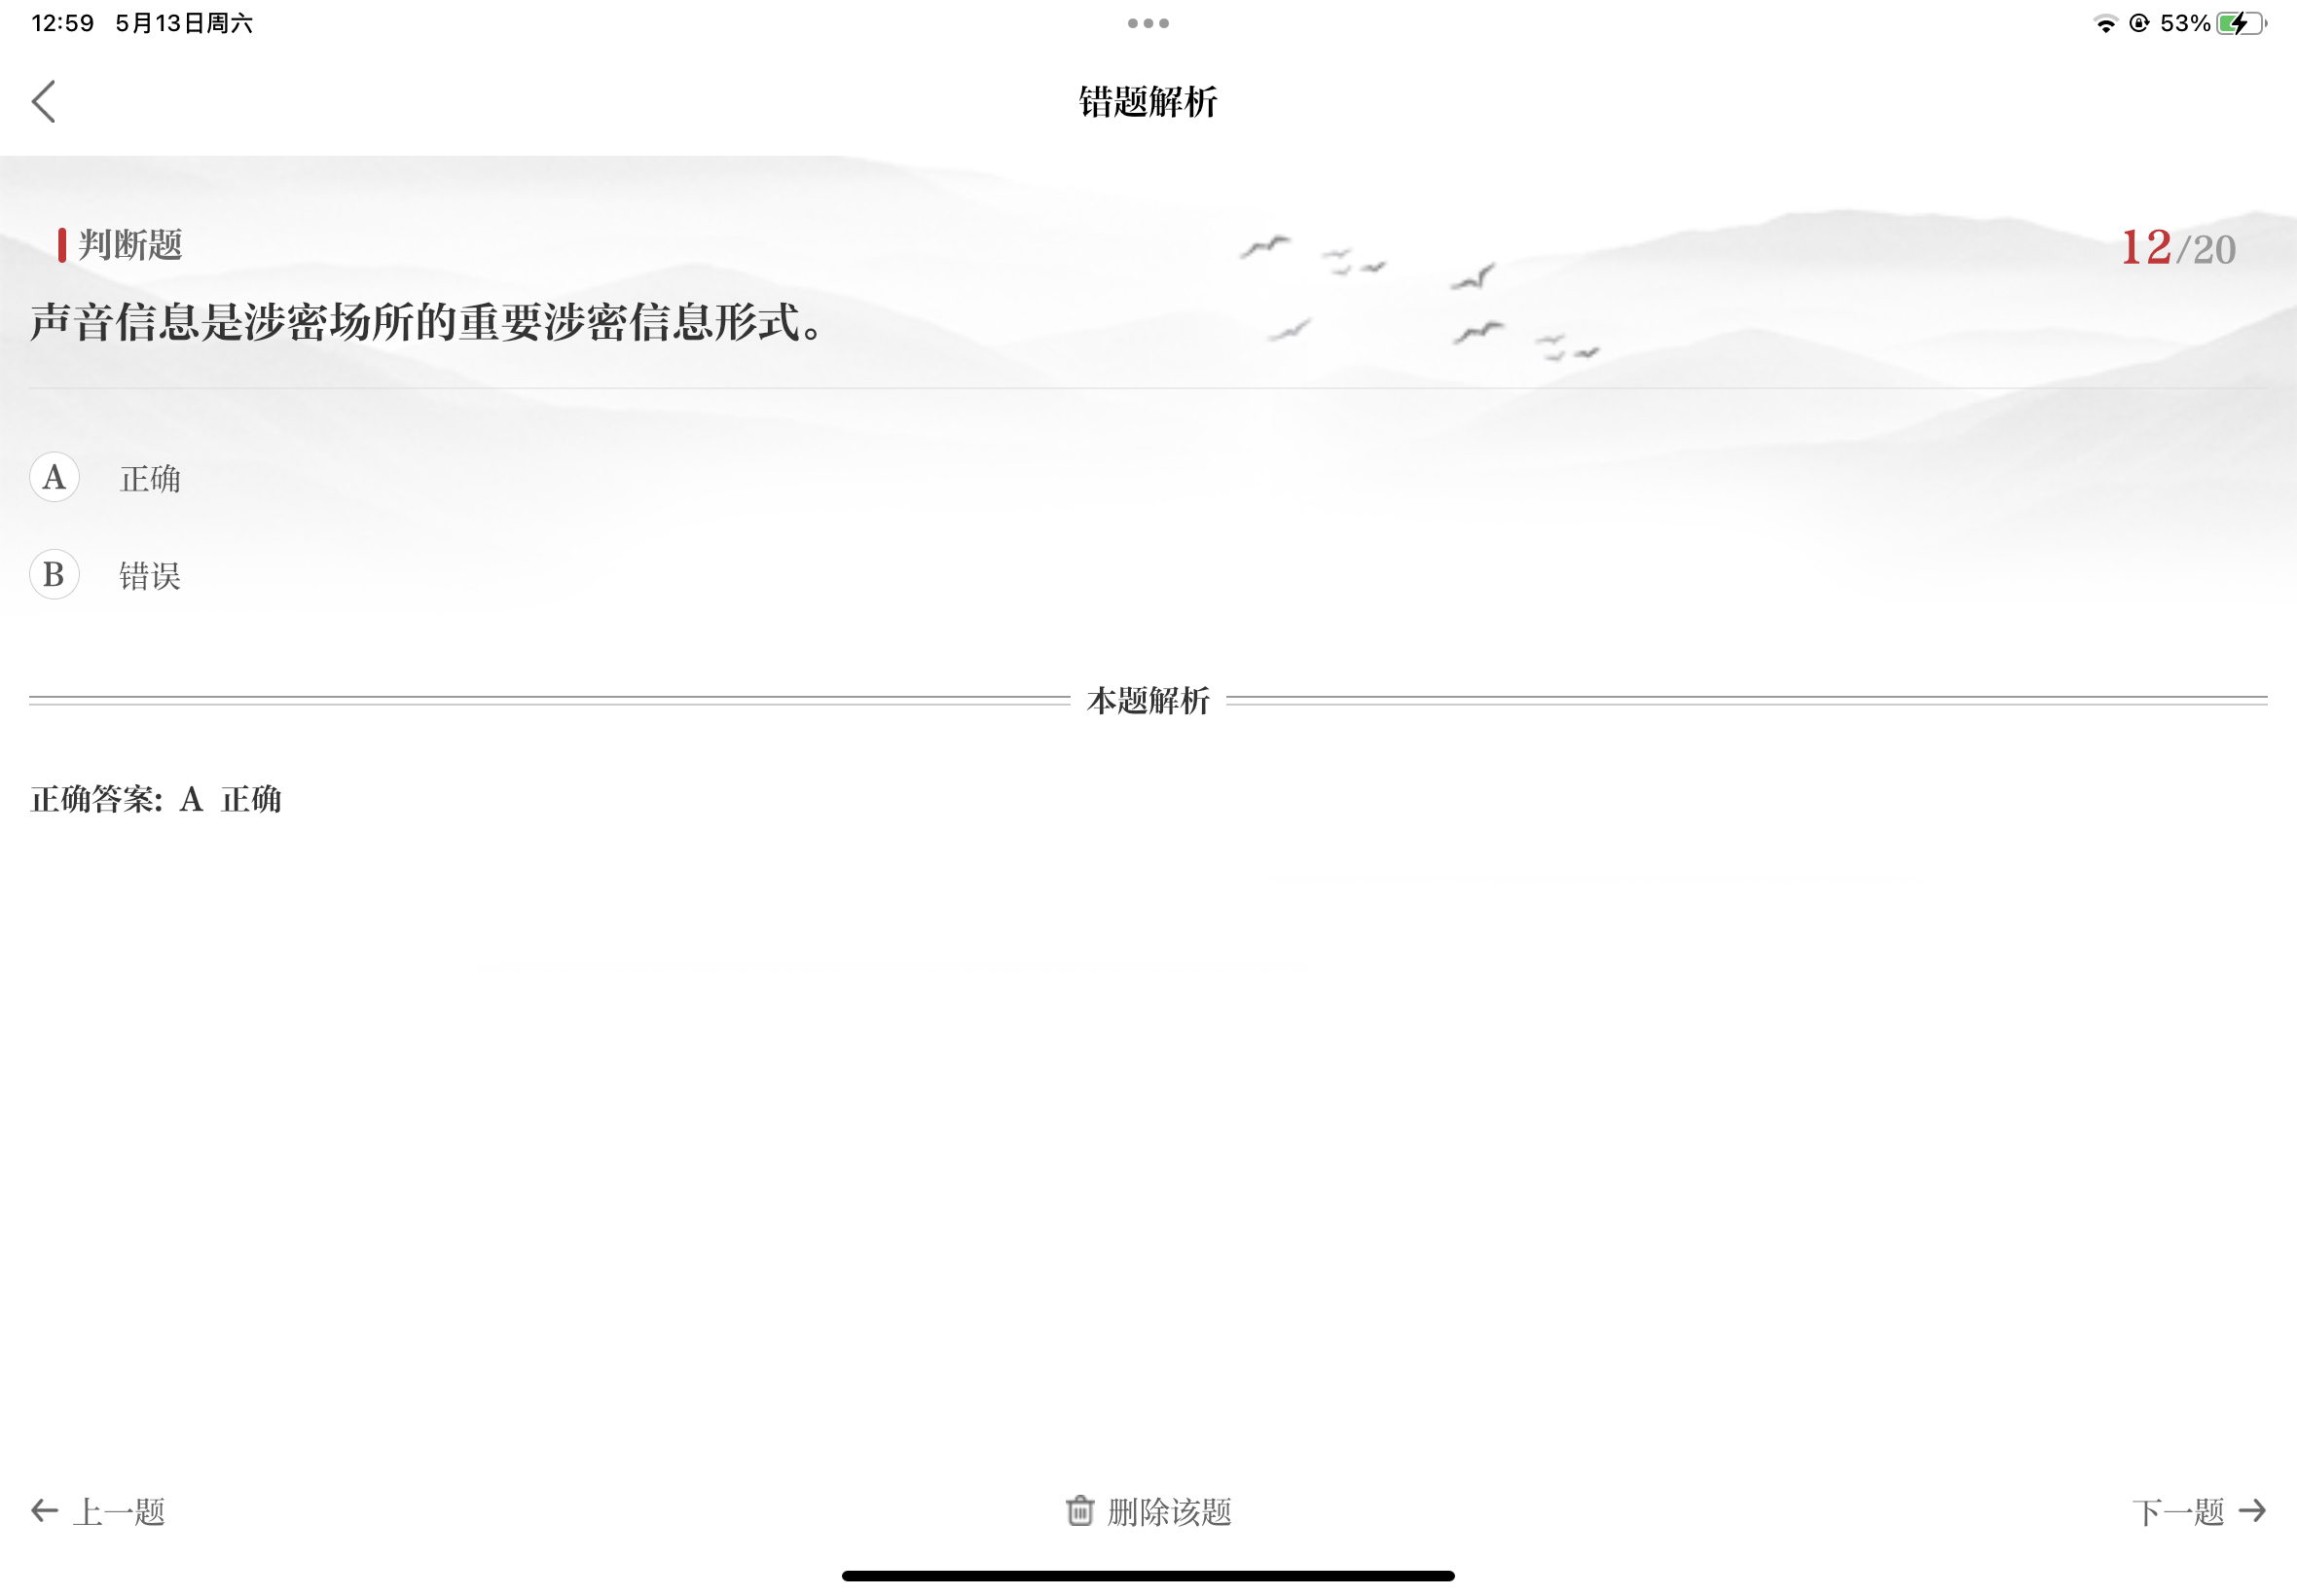 12:59 5月13日周六
53%
错题解析
判断题
12/20
声音信息是涉密场所的重要涉密信息形式。
A 正确
B 错误
本题解析
正确答案: A 正确
上一题
删除该题
下一题